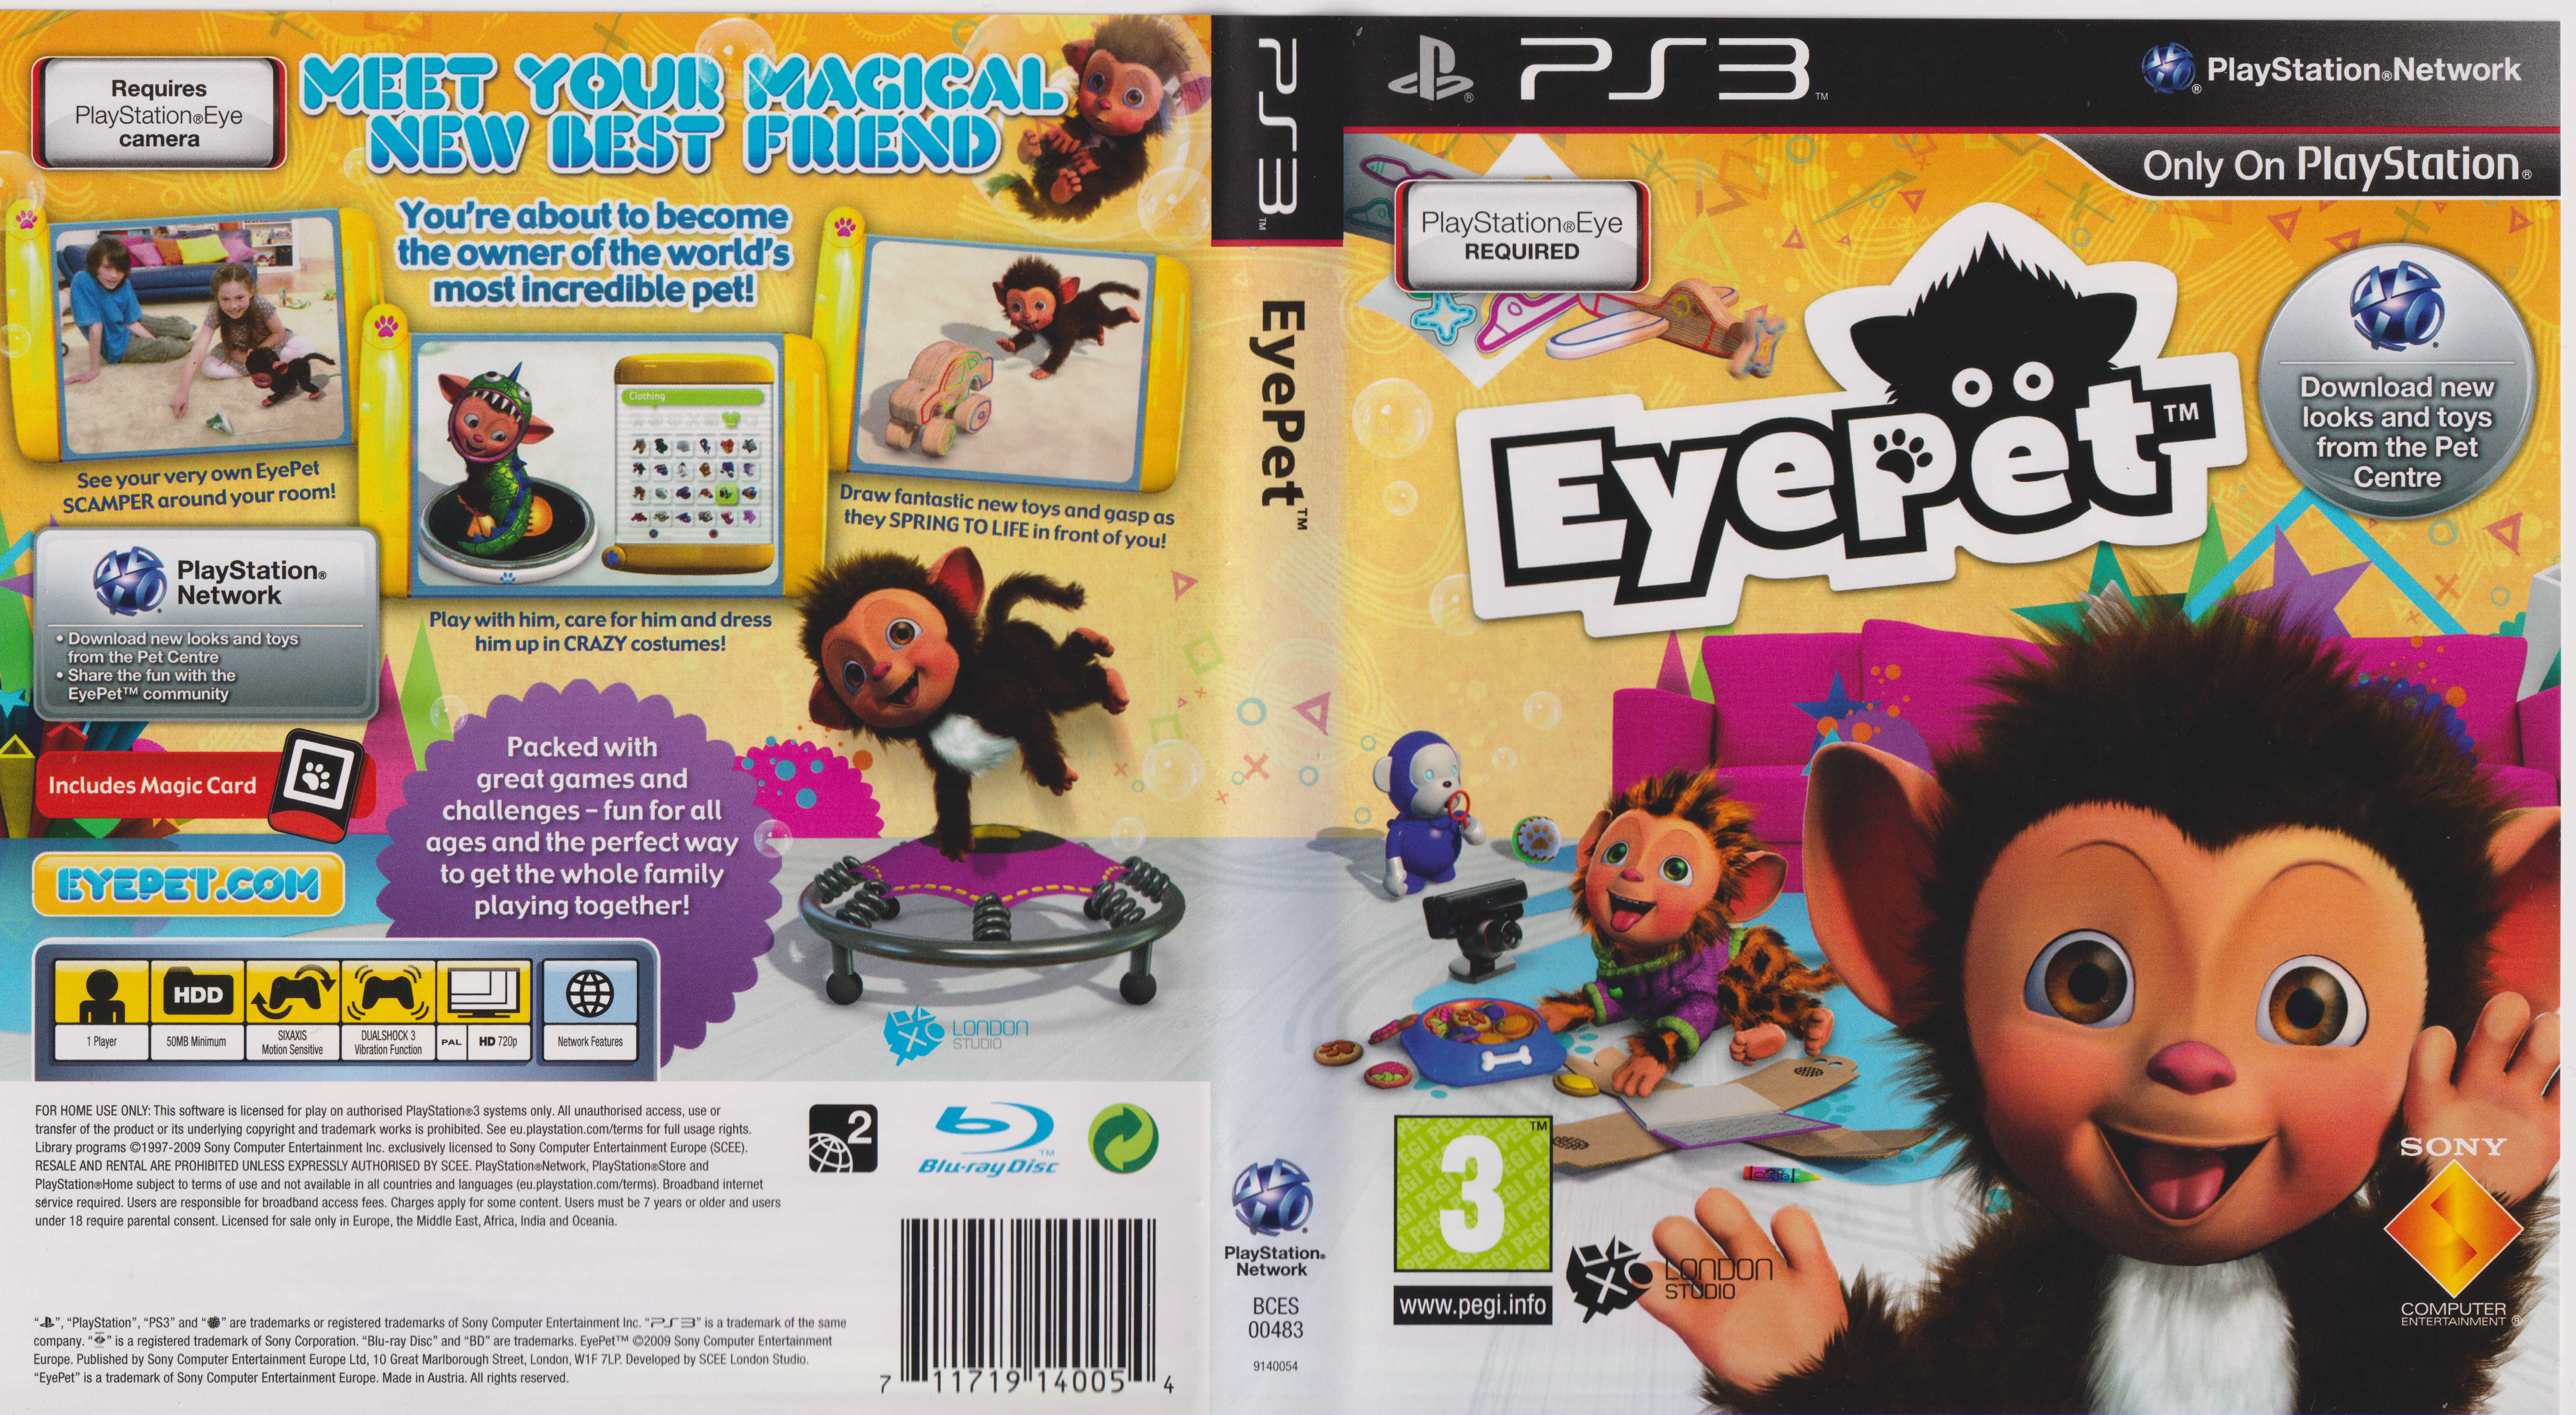 Requires
PlayStation®Eye
camera
MEET YOUR MAGICAL
NEW BEST FRIEND
You're about to become
the owner of the world's
most incredible pet!
See your very own EyePet
SCAMPER around your room!
Clothing
Play with him, care for him and dress
him up in CRAZY costumes!
Draw fantastic new toys and gasp as
they SPRING TO LIFE in front of you!
PlayStation®
Network
• Download new looks and toys
from the Pet Centre
• Share the fun with the
EyePet™ community
Includes Magic Card
EYEPET.COM
Packed with
great games and
challenges – fun for all
ages and the perfect way
to get the whole family
playing together!
1 Player
HDD
50MB Minimum
SIXAXIS
Motion Sensitive
DUALSHOCK 3
Vibration Function
PAL
HD 720p
Network Features
LONDON
STUDIO
FOR HOME USE ONLY: This software is licensed for play on authorised PlayStation®3 systems only. All unauthorised access, use or
transfer of the product or its underlying copyright and trademark works is prohibited. See eu.playstation.com/terms for full usage rights.
Library programs ©1997-2009 Sony Computer Entertainment Inc. exclusively licensed to Sony Computer Entertainment Europe (SCEE).
RESALE AND RENTAL ARE PROHIBITED UNLESS EXPRESSLY AUTHORISED BY SCEE. PlayStation®Network, PlayStation®Store and
PlayStation®Home subject to terms of use and not available in all countries and languages (eu.playstation.com/terms). Broadband internet
service required. Users are responsible for broadband access fees. Charges apply for some content. Users must be 7 years or older and users
under 18 require parental consent. Licensed for sale only in Europe, the Middle East, Africa, India and Oceania.
2
Blu-ray Disc™
“ ”, “PlayStation”, “PS3” and “ ” are trademarks or registered trademarks of Sony Computer Entertainment Inc. “PS3” is a trademark of the same
company. “ ” is a registered trademark of Sony Corporation. “Blu-ray Disc” and “BD” are trademarks. EyePet™ ©2009 Sony Computer Entertainment
Europe. Published by Sony Computer Entertainment Europe Ltd, 10 Great Marlborough Street, London, W1F 7LP. Developed by SCEE London Studio.
“EyePet” is a trademark of Sony Computer Entertainment Europe. Made in Austria. All rights reserved.
7 11719 14005 4
PS3™
EyePet™
PlayStation®
Network
BCES
00483
9140054
PS3™
PlayStation®Network
Only On PlayStation®
PlayStation®Eye
REQUIRED
EyePet™
Download new
looks and toys
from the Pet
Centre
3™
PEGI
www.pegi.info
LONDON
STUDIO
SONY
COMPUTER
ENTERTAINMENT®